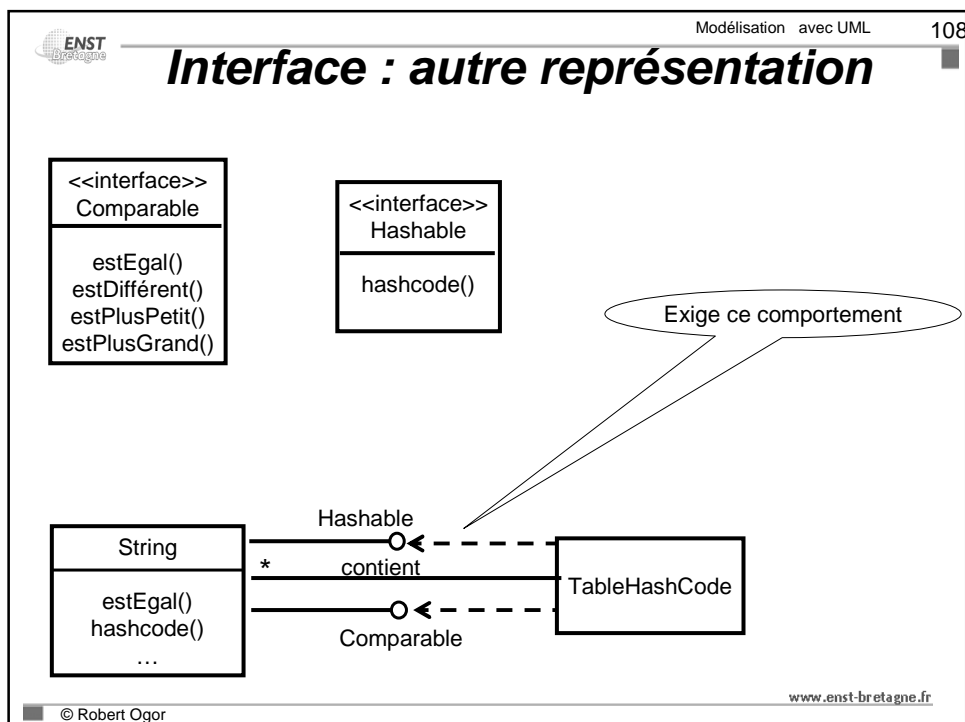 Modélisation avec UML
108
ENST
Bretagne
Interface : autre représentation
<<interface>>
Comparable
estEgal()
estDifférent()
estPlusPetit()
estPlusGrand()
<<interface>>
Hashable
hashcode()
Exige ce comportement
Hashable
String
*
contient
TableHashCode
estEgal()
hashcode()
…
Comparable
www.enst-bretagne.fr
© Robert Ogor